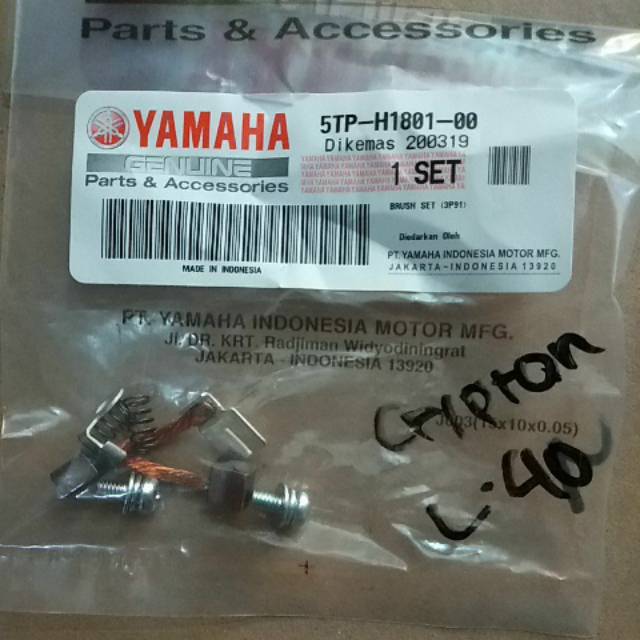 Parts & Accessories
YAMAHA
GENUINE
Parts & Accessories
MADE IN INDONESIA
5TP-H1801-00
Dikemas 200319
1 SET
BRUSH SET (3P91)
Diedarkan Oleh
PT.YAMAHA INDONESIA MOTOR MFG.
JAKARTA-INDONESIA 13920
PT. YAMAHA INDONESIA MOTOR MFG.
Jl. DR. KRT. Radjiman Widyodiningrat
JAKARTA - INDONESIA 13920
Crypton